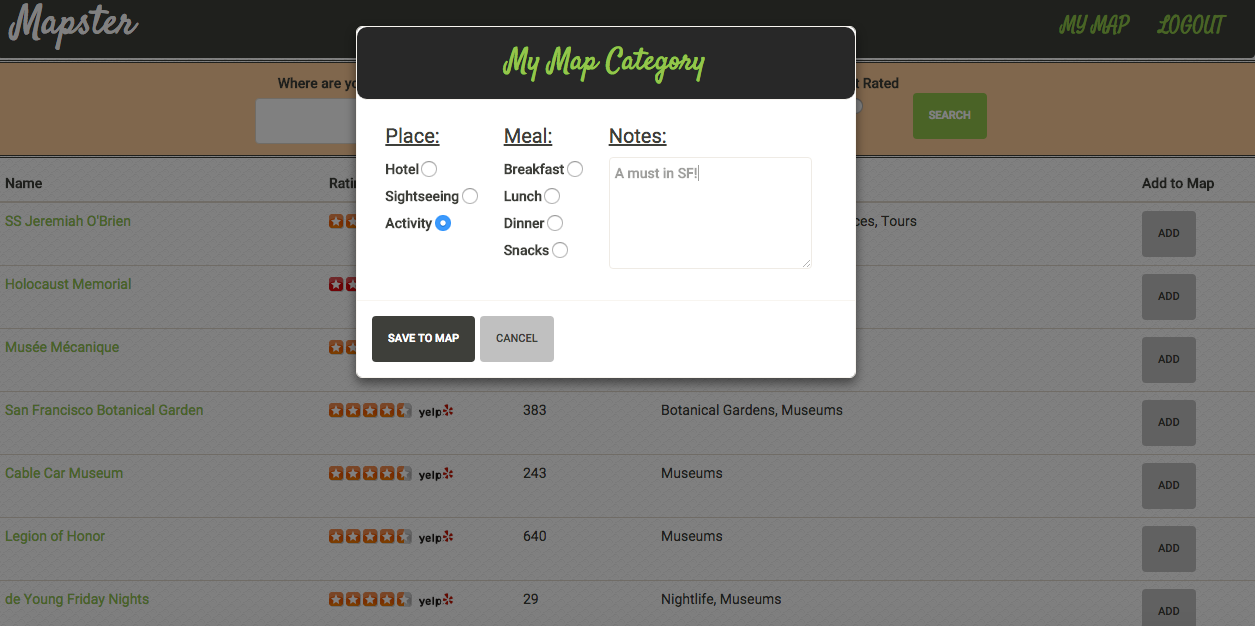 Mapster
MY MAP LOGOUT
My Map Category
Where are yo
Rated
SEARCH
Place: Meal: Notes:
Hotel Breakfast A must in SF!
Sightseeing Lunch
Activity Dinner
Snacks
SAVE TO MAP CANCEL
Name Add to Map
SS Jeremiah O'Brien Tours ADD
Holocaust Memorial ADD
Musée Mécanique ADD
San Francisco Botanical Garden yelp 383 Botanical Gardens, Museums ADD
Cable Car Museum yelp 243 Museums ADD
Legion of Honor yelp 640 Museums ADD
de Young Friday Nights yelp 29 Nightlife, Museums ADD